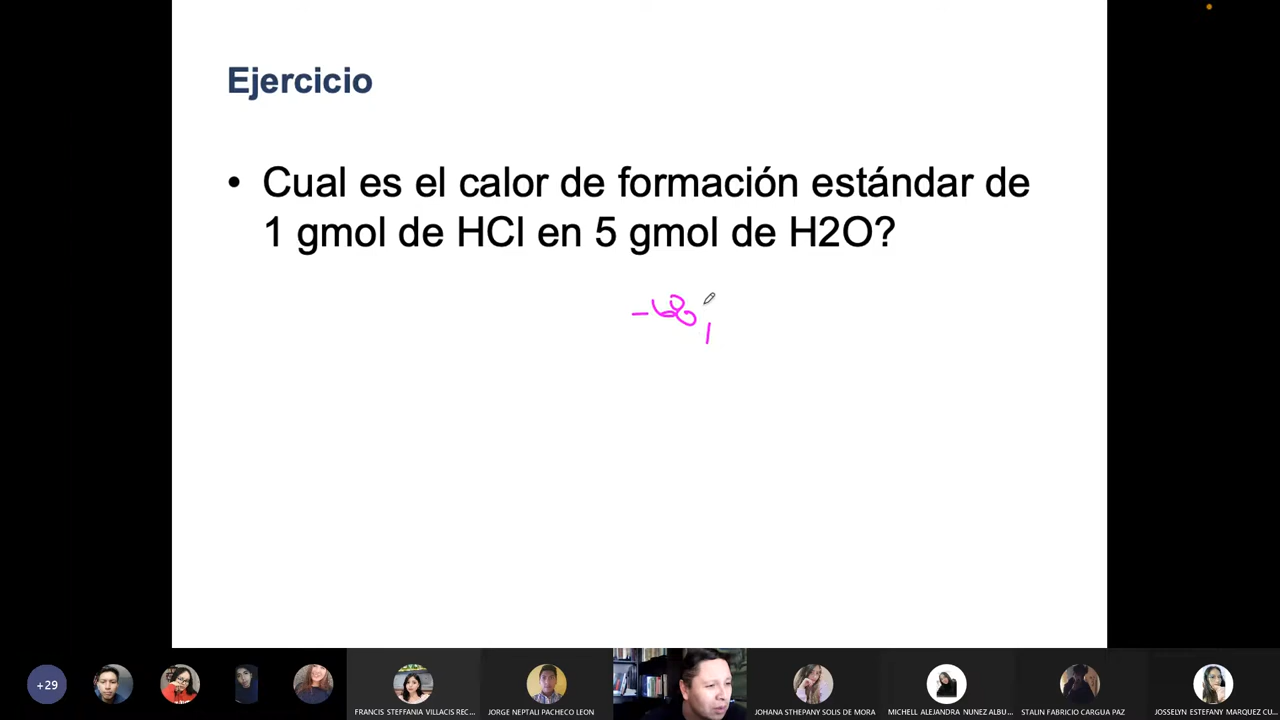 Ejercicio
• Cual es el calor de formación estándar de
1 gmol de HCl en 5 gmol de H2O?
+29
FRANCIS STEFFANIA VILLACIS REC...
JORGE NEPTALI PACHECO LEON
JOHANA STHEPANY SOLIS DE MORA
MICHELL ALEJANDRA NUNEZ ALBU...
STALIN FABRICIO CARGUA PAZ
JOSSELYN ESTEFANY MARQUEZ CU...